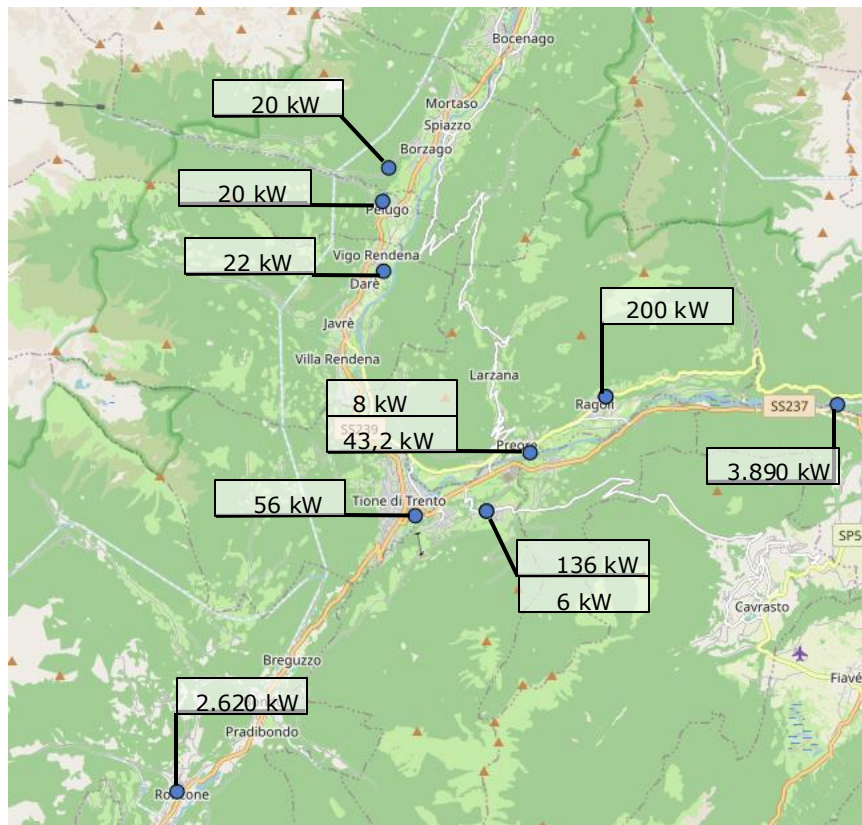 Bocenago
Mortaso
20 kW
Spiazzo
Borzago
20 kW
Pelugo
Vigo Rendena
22 kW
Darè
200 kW
Javrè
Villa Rendena
Larzana
8 kW
Ragoli
SS237
SS239
43,2 kW
Preore
3.890 kW
56 kW
Tione di Trento
SP5
136 kW
6 kW
Cavrasto
Breguzzo
Fiavé
2.620 kW
Pradibondo